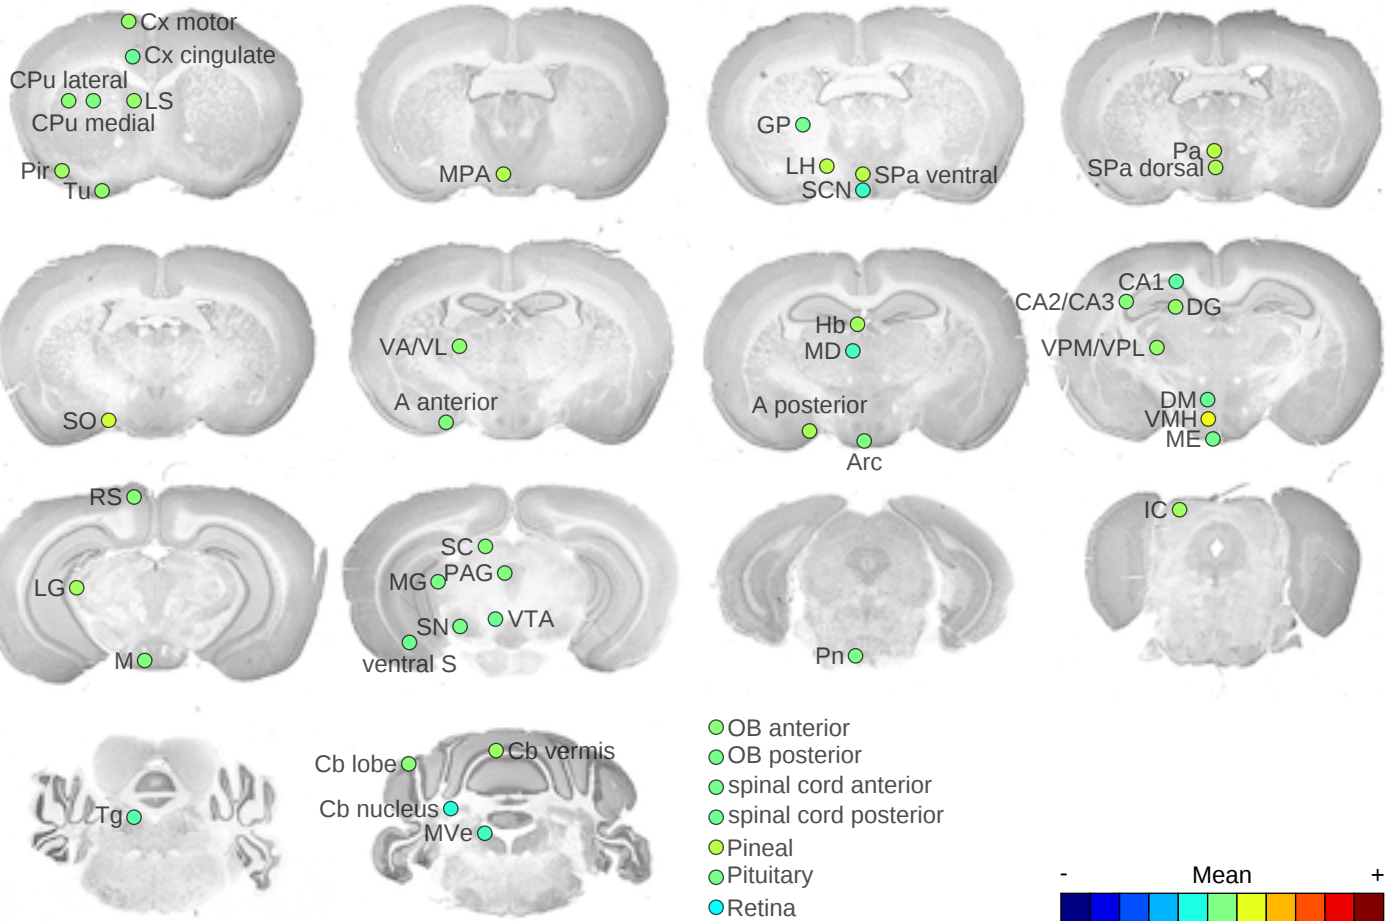 Cx motor
Cx cingulate
CPu lateral
LS
CPu medial
Pir
Tu
MPA
GP
LH
SPa ventral
SCN
Pa
SPa dorsal
SO
VA/VL
A anterior
Hb
MD
A posterior
Arc
CA1
CA2/CA3
DG
VPM/VPL
DM
VMH
ME
RS
LG
M
SC
MG
PAG
SN
VTA
ventral S
Pn
IC
Tg
Cb lobe
Cb vermis
Cb nucleus
MVe
OB anterior
OB posterior
spinal cord anterior
spinal cord posterior
Pineal
Pituitary
Retina
- Mean +